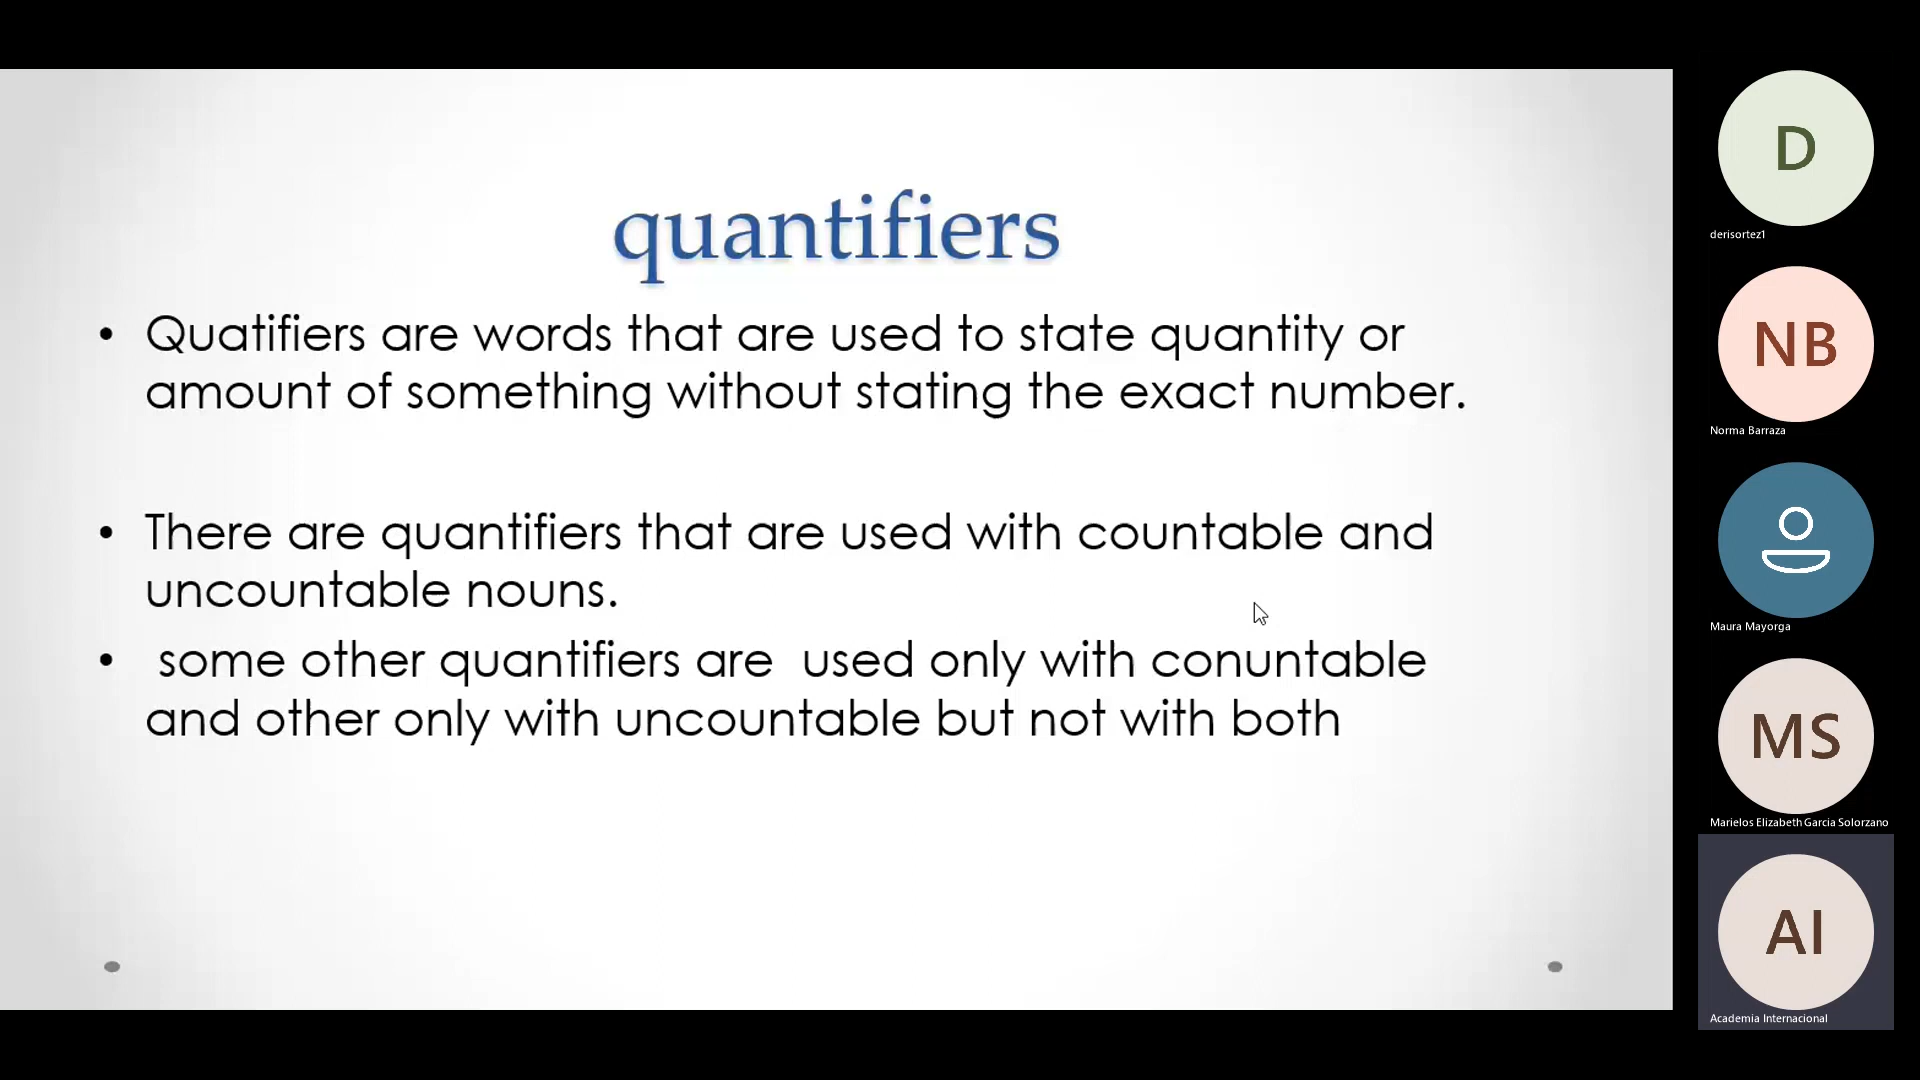 quantifiers
• Quatifiers are words that are used to state quantity or
amount of something without stating the exact number.
• There are quantifiers that are used with countable and
uncountable nouns.
• some other quantifiers are used only with conuntable
and other only with uncountable but not with both
D
derisortez1
NB
Norma Barraza
Maura Mayorga
MS
Marielos Elizabeth Garcia Solorzano
AI
Academia Internacional